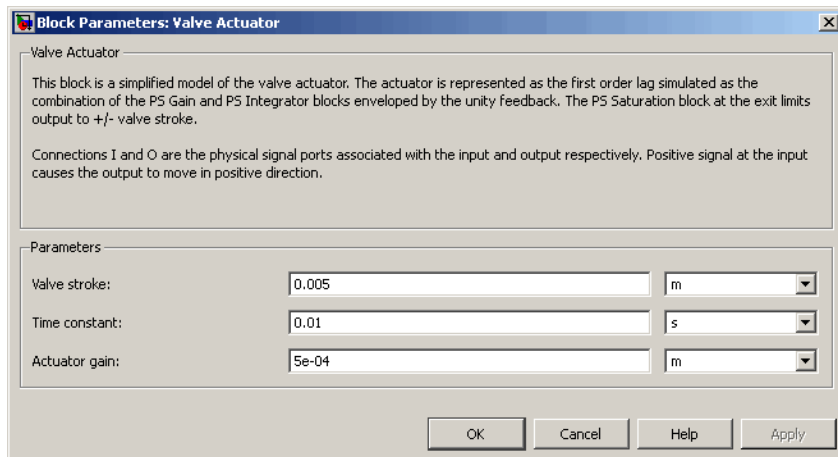 Block Parameters: Valve Actuator
Valve Actuator
This block is a simplified model of the valve actuator. The actuator is represented as the first order lag simulated as the
combination of the PS Gain and PS Integrator blocks enveloped by the unity feedback. The PS Saturation block at the exit limits
output to +/- valve stroke.
Connections I and O are the physical signal ports associated with the input and output respectively. Positive signal at the input
causes the output to move in positive direction.
Parameters
Valve stroke: 0.005 m
Time constant: 0.01 s
Actuator gain: 5e-04 m
OK Cancel Help Apply